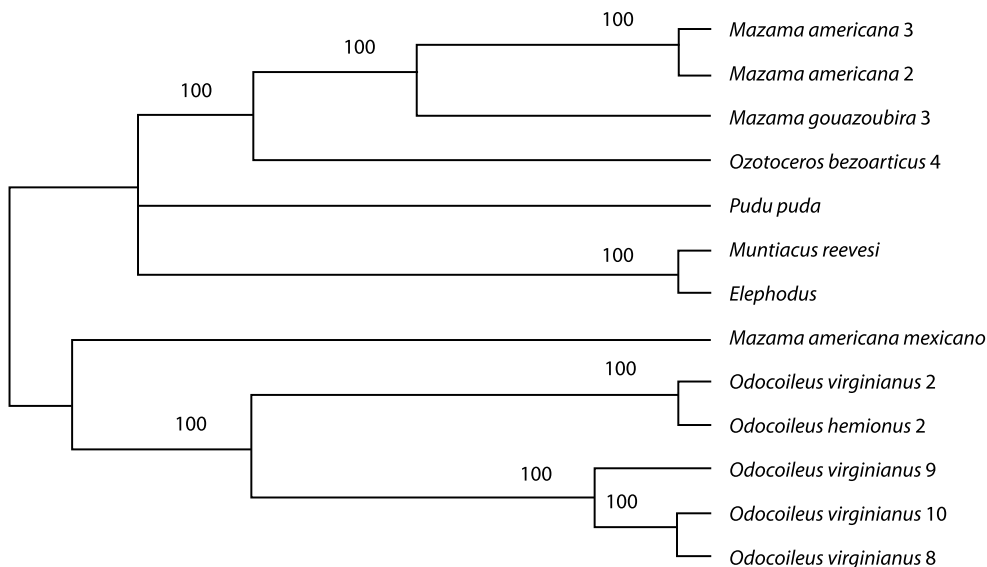 100
Mazama americana 3
100
Mazama americana 2
100
Mazama gouazoubira 3
Ozotoceros bezoarticus 4
Pudu puda
100
Muntiacus reevesi
Elephodus
Mazama americana mexicano
100
Odocoileus virginianus 2
100
Odocoileus hemionus 2
100
Odocoileus virginianus 9
100
Odocoileus virginianus 10
Odocoileus virginianus 8